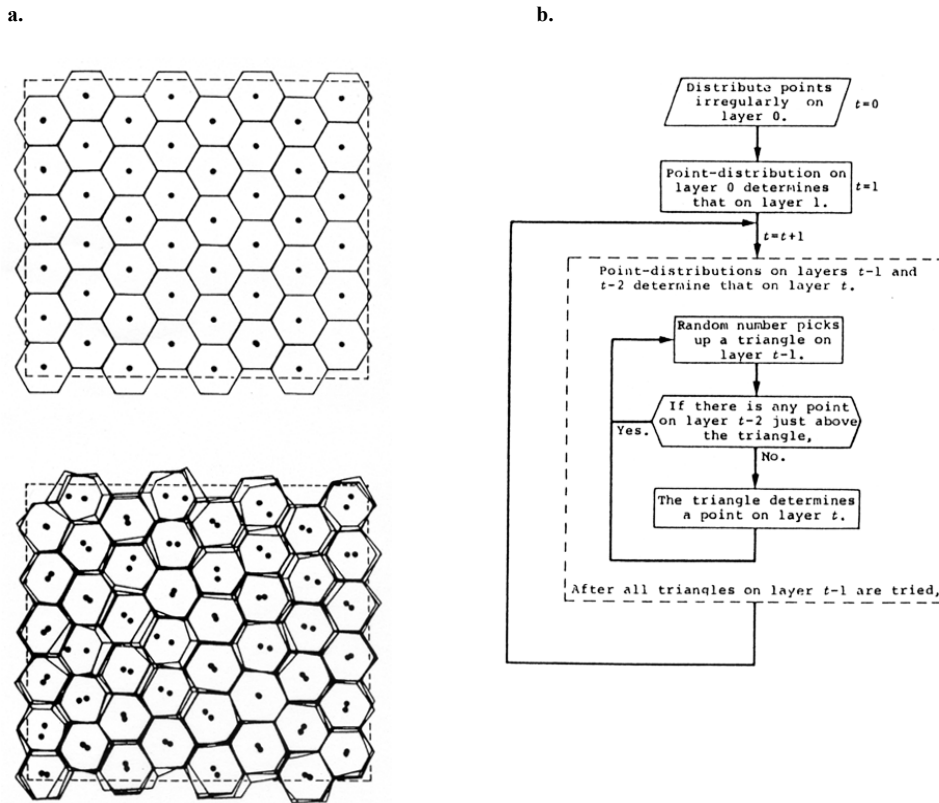 a.
b.
Distribute points
irregularly on
layer 0.
t=0
Point-distribution on
layer 0 determines
that on layer 1.
t=1
t=t+1
Point-distributions on layers t-1 and
t-2 determine that on layer t.
Random number picks
up a triangle on
layer t-1.
If there is any point
on layer t-2 just above
the triangle,
Yes.
No.
The triangle determines
a point on layer t.
After all triangles on layer t-1 are tried,